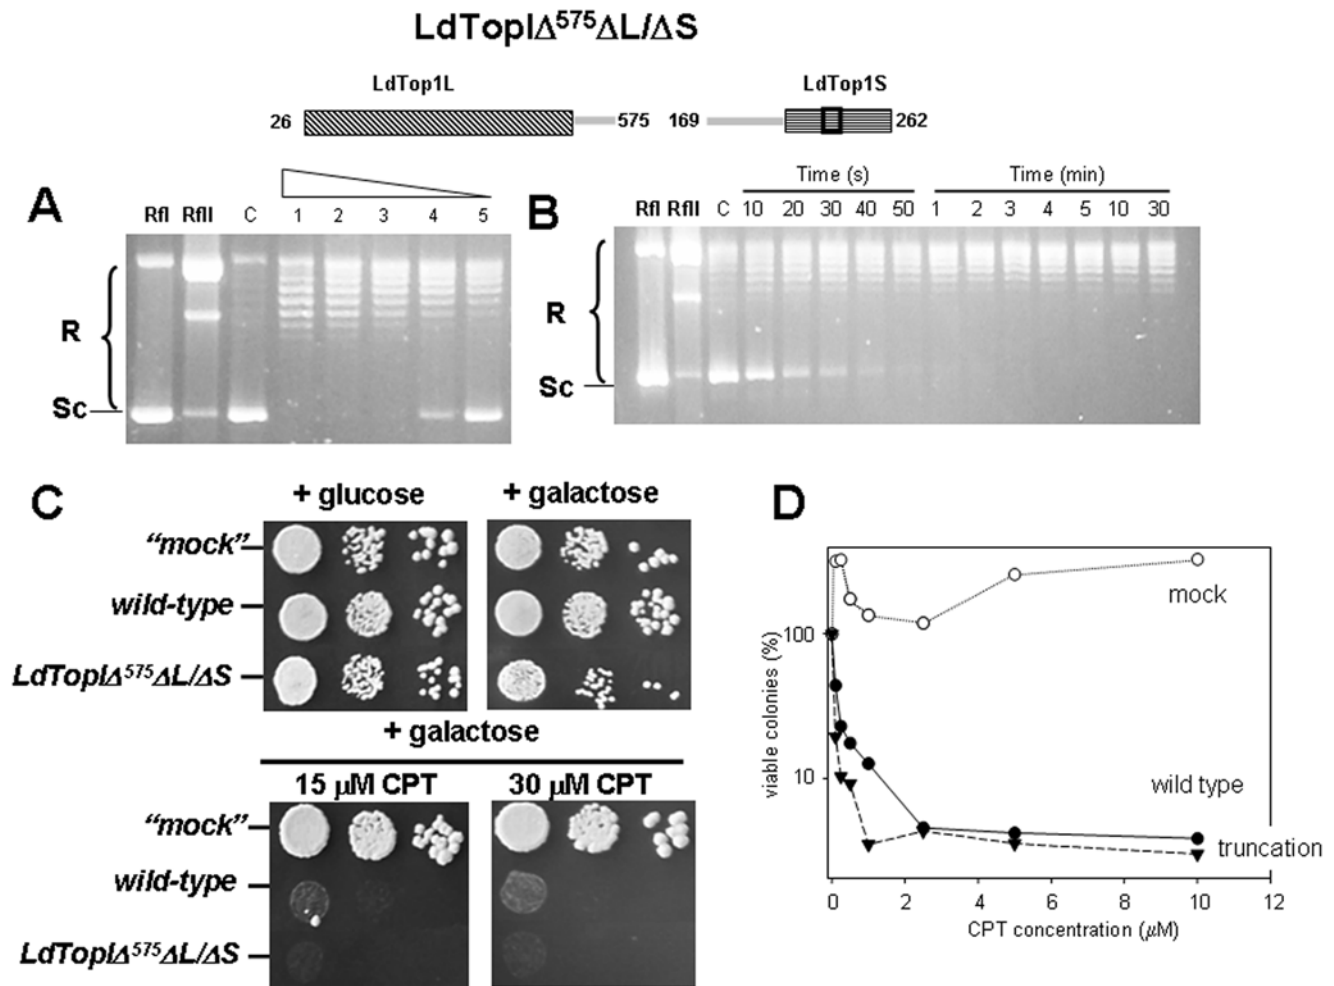 LdTopIΔ⁵⁷⁵ΔL/ΔS
LdTop1L
LdTop1S
26
575
169
262
A
RfI RfII C 1 2 3 4 5
R
Sc
B
Time (s)
Time (min)
RfI RfII C 10 20 30 40 50 1 2 3 4 5 10 30
R
Sc
C
+ glucose
+ galactose
"mock"
wild-type
LdTopIΔ⁵⁷⁵ΔL/ΔS
+ galactose
15 μM CPT
30 μM CPT
"mock"
wild-type
LdTopIΔ⁵⁷⁵ΔL/ΔS
D
viable colonies (%)
100
10
mock
wild type
truncation
0 2 4 6 8 10 12
CPT concentration (μM)